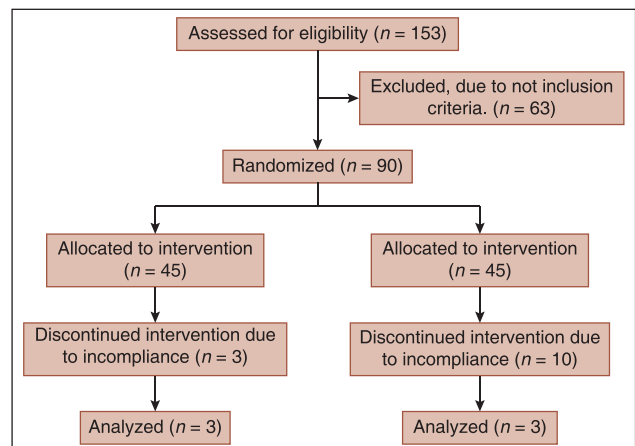 Assessed for eligibility (n = 153)
Excluded, due to not inclusion
criteria. (n = 63)
Randomized (n = 90)
Allocated to intervention
(n = 45)
Allocated to intervention
(n = 45)
Discontinued intervention due
to incompliance (n = 3)
Discontinued intervention due
to incompliance (n = 10)
Analyzed (n = 3)
Analyzed (n = 3)